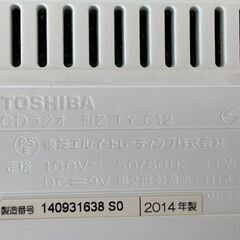 TOSHIBA
CDラジオ 形名 TY-C12
東芝エルイートレーディング株式会社
定格: 100V~ 50/60Hz 11W
DC⎓9V 単2形乾電池
製造番号 140931638 S0 2014年製